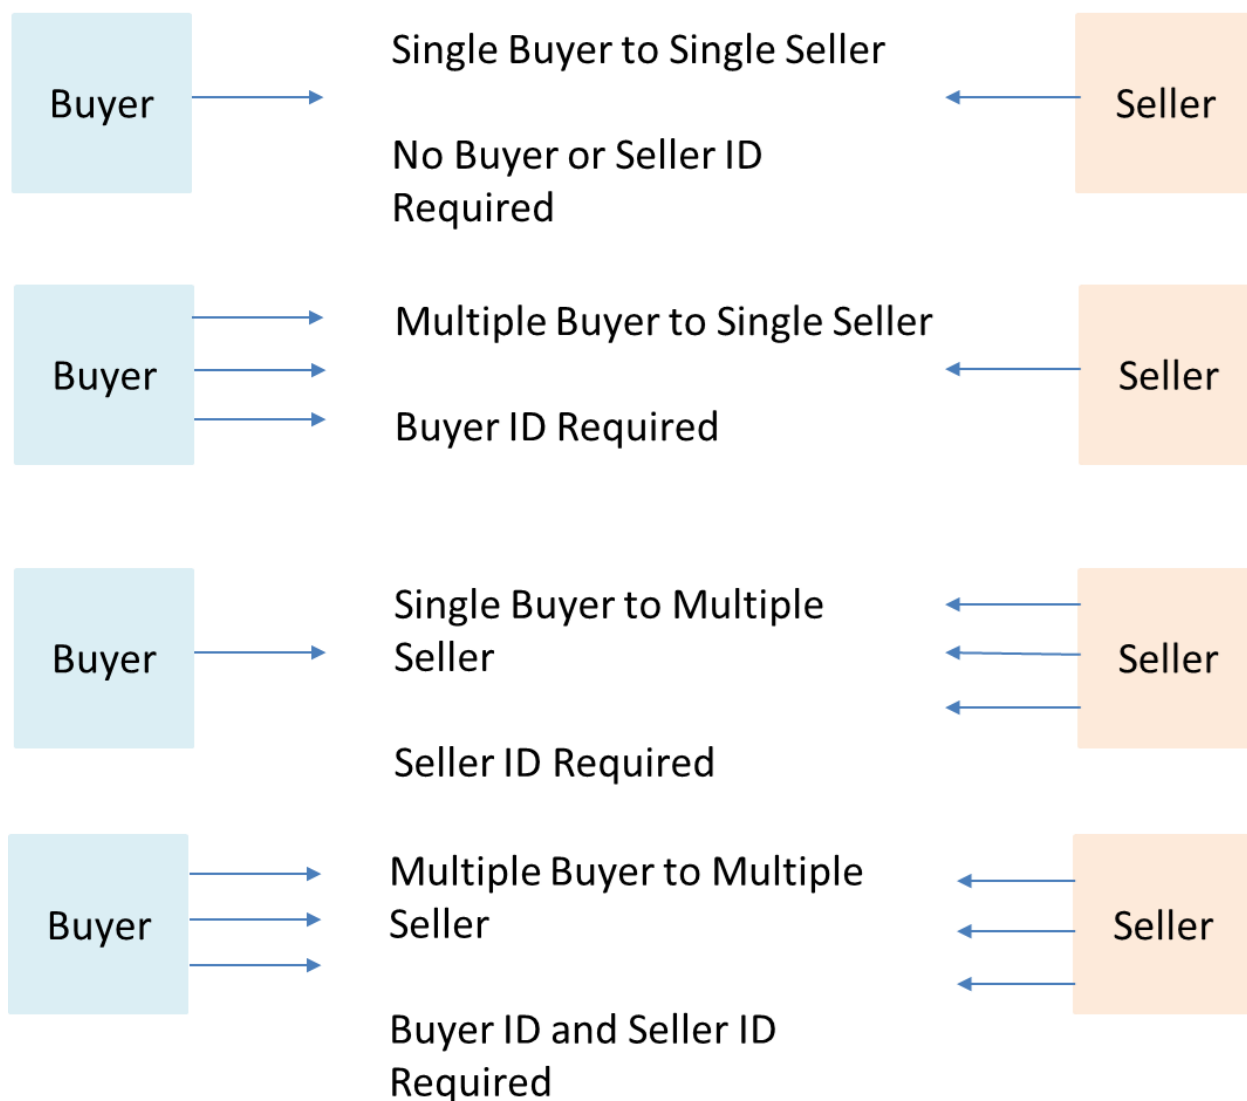 Buyer
Single Buyer to Single Seller
No Buyer or Seller ID
Required
Seller
Buyer
Multiple Buyer to Single Seller
Buyer ID Required
Seller
Buyer
Single Buyer to Multiple
Seller
Seller ID Required
Seller
Buyer
Multiple Buyer to Multiple
Seller
Buyer ID and Seller ID
Required
Seller